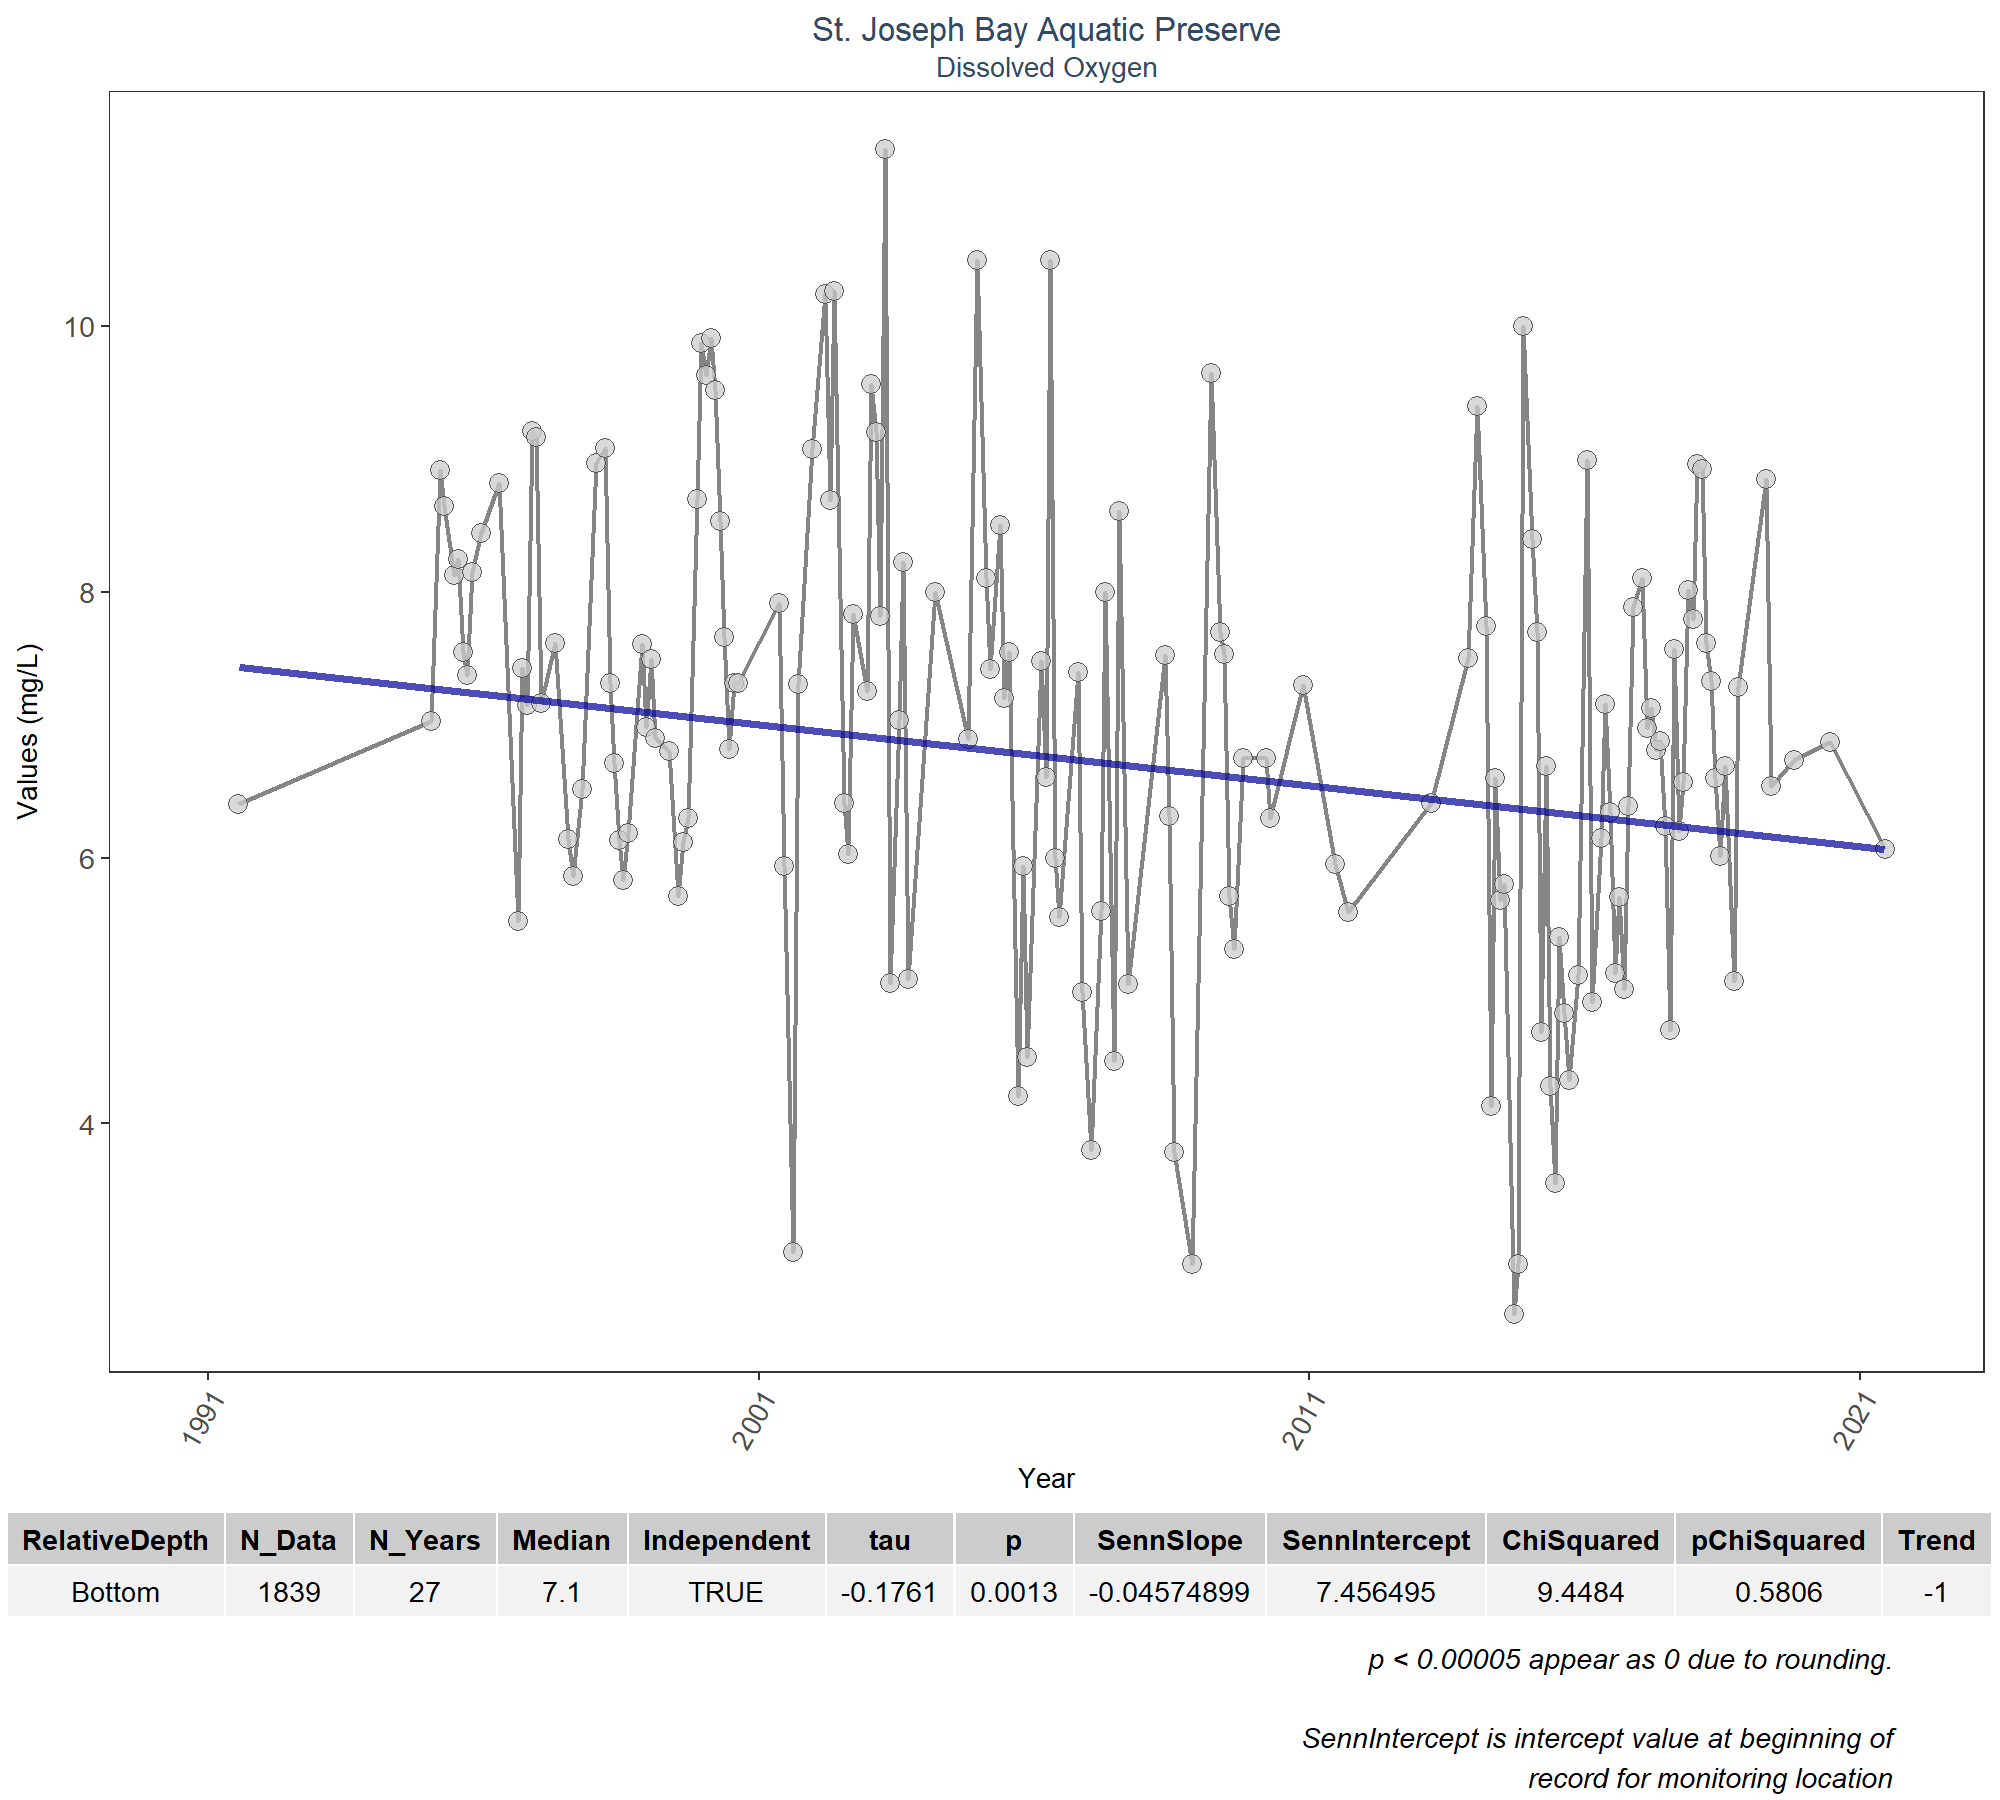 St. Joseph Bay Aquatic Preserve
Dissolved Oxygen
Values (mg/L)
10
8
6
4
1991 2001 2011 2021
Year
RelativeDepth N_Data N_Years Median Independent tau p SennSlope SennIntercept ChiSquared pChiSquared Trend
Bottom 1839 27 7.1 TRUE -0.1761 0.0013 -0.04574899 7.456495 9.4484 0.5806 -1
p < 0.00005 appear as 0 due to rounding.
SennIntercept is intercept value at beginning of
record for monitoring location